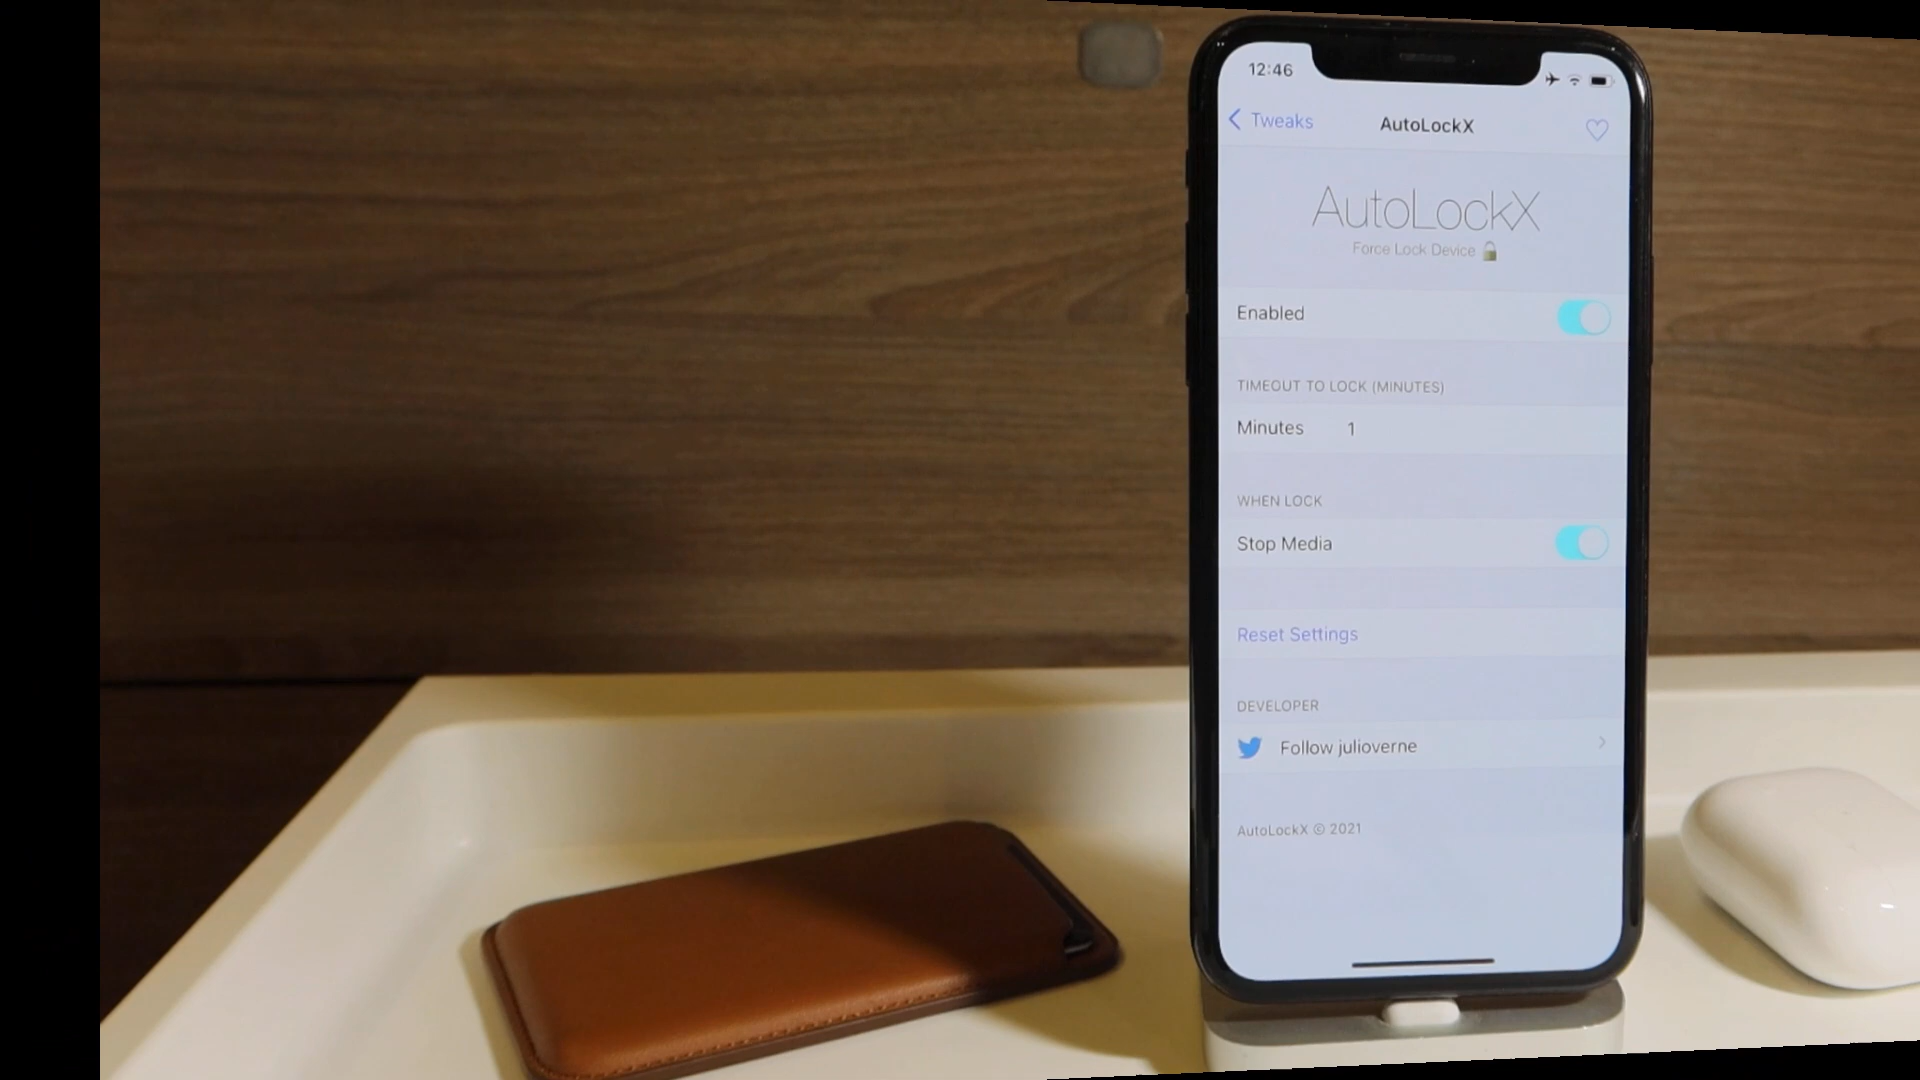 12:46
Tweaks
AutoLockX
AutoLockX
Force Lock Device
Enabled
TIMEOUT TO LOCK (MINUTES)
Minutes 1
WHEN LOCK
Stop Media
Reset Settings
DEVELOPER
Follow julioverne
AutoLockX © 2021